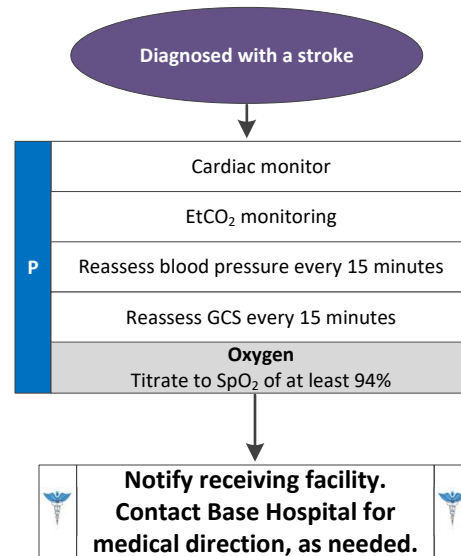 Diagnosed with a stroke
P
Cardiac monitor
EtCO₂ monitoring
Reassess blood pressure every 15 minutes
Reassess GCS every 15 minutes
Oxygen
Titrate to SpO₂ of at least 94%
Notify receiving facility.
Contact Base Hospital for
medical direction, as needed.